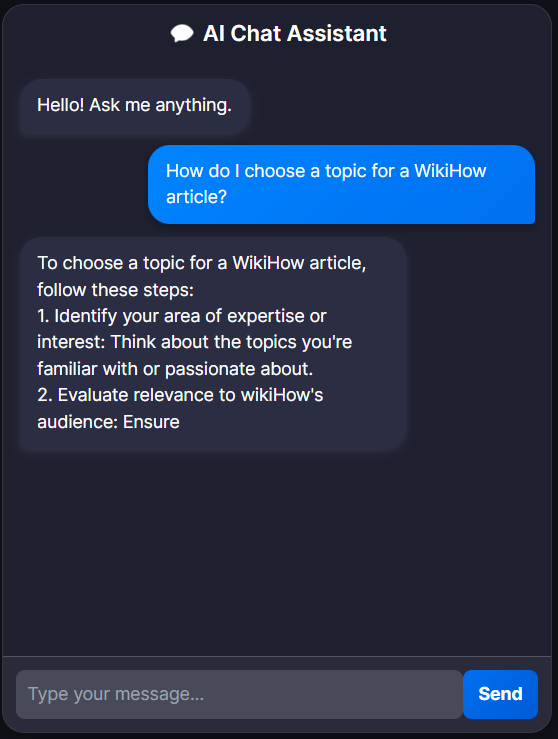 💬 AI Chat Assistant
Hello! Ask me anything.
How do I choose a topic for a WikiHow
article?
To choose a topic for a WikiHow article,
follow these steps:
1. Identify your area of expertise or
interest: Think about the topics you're
familiar with or passionate about.
2. Evaluate relevance to wikiHow's
audience: Ensure
Type your message...
Send